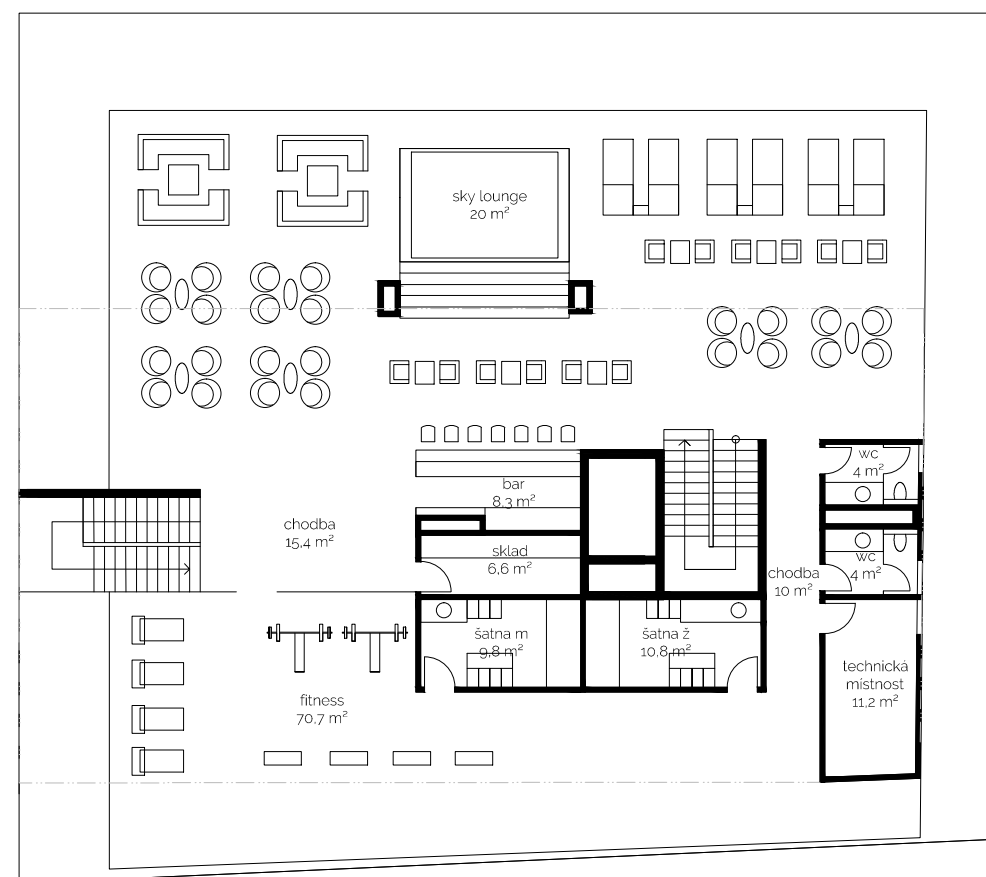 sky lounge
20 m²
bar
8,3 m²
wc
4 m²
chodba
15,4 m²
sklad
6,6 m²
wc
4 m²
chodba
10 m²
šatna m
9,8 m²
šatna ž
10,8 m²
technická
místnost
11,2 m²
fitness
70,7 m²